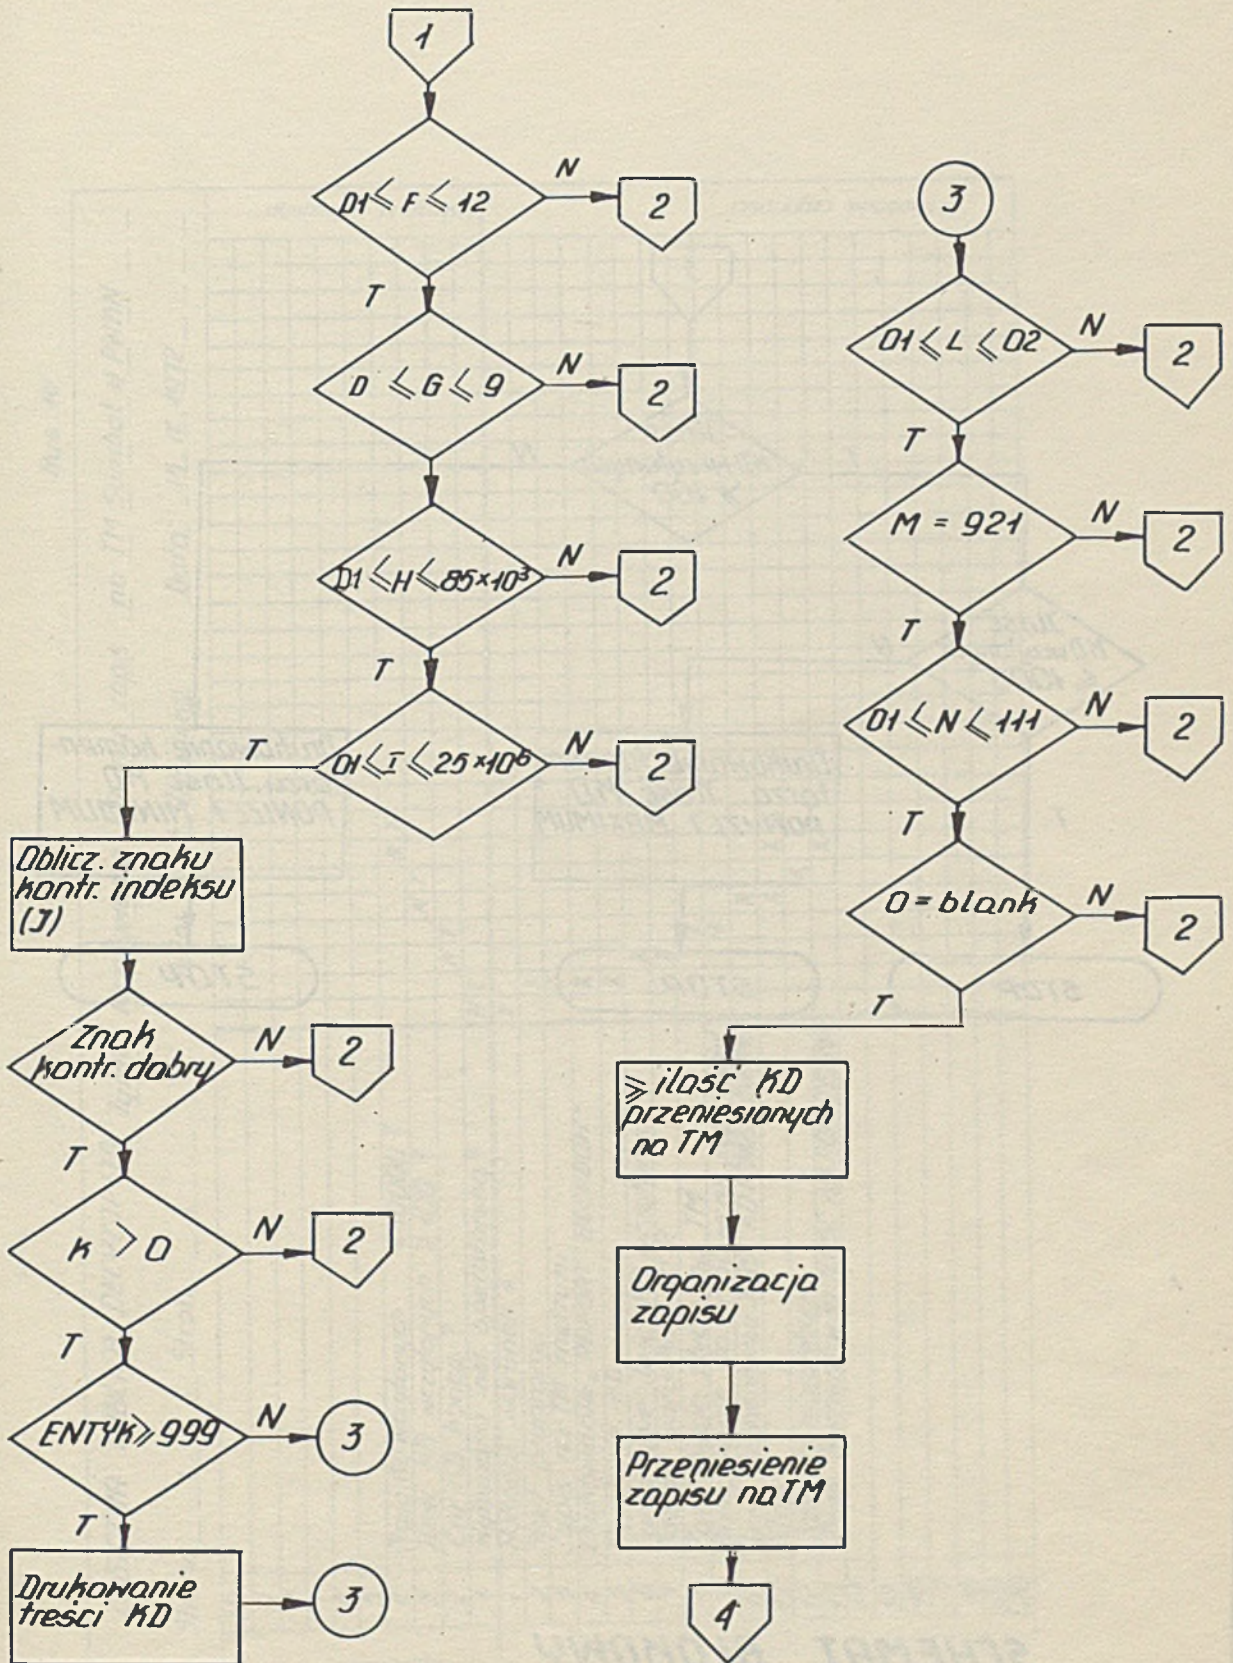 1
01 ≤ F ≤ 12
N
2
T
0 ≤ G ≤ 9
N
2
01 ≤ H ≤ 85×10³
N
2
T
01 ≤ I ≤ 25×10⁶
N
2
T
Oblicz. znaku
kontr. indeksu
(J)
Znak
kontr. dobry
N
2
T
K > 0
N
2
T
ENTYK ≥ 999
N
3
T
Drukowanie
treści KD
3
3
01 ≤ L ≤ 02
N
2
T
M = 921
N
2
T
01 ≤ N ≤ 111
N
2
T
O = blank
N
2
T
≥ ilość KD
przeniesionych
na TM
Organizacja
zapisu
Przeniesienie
zapisu na TM
4